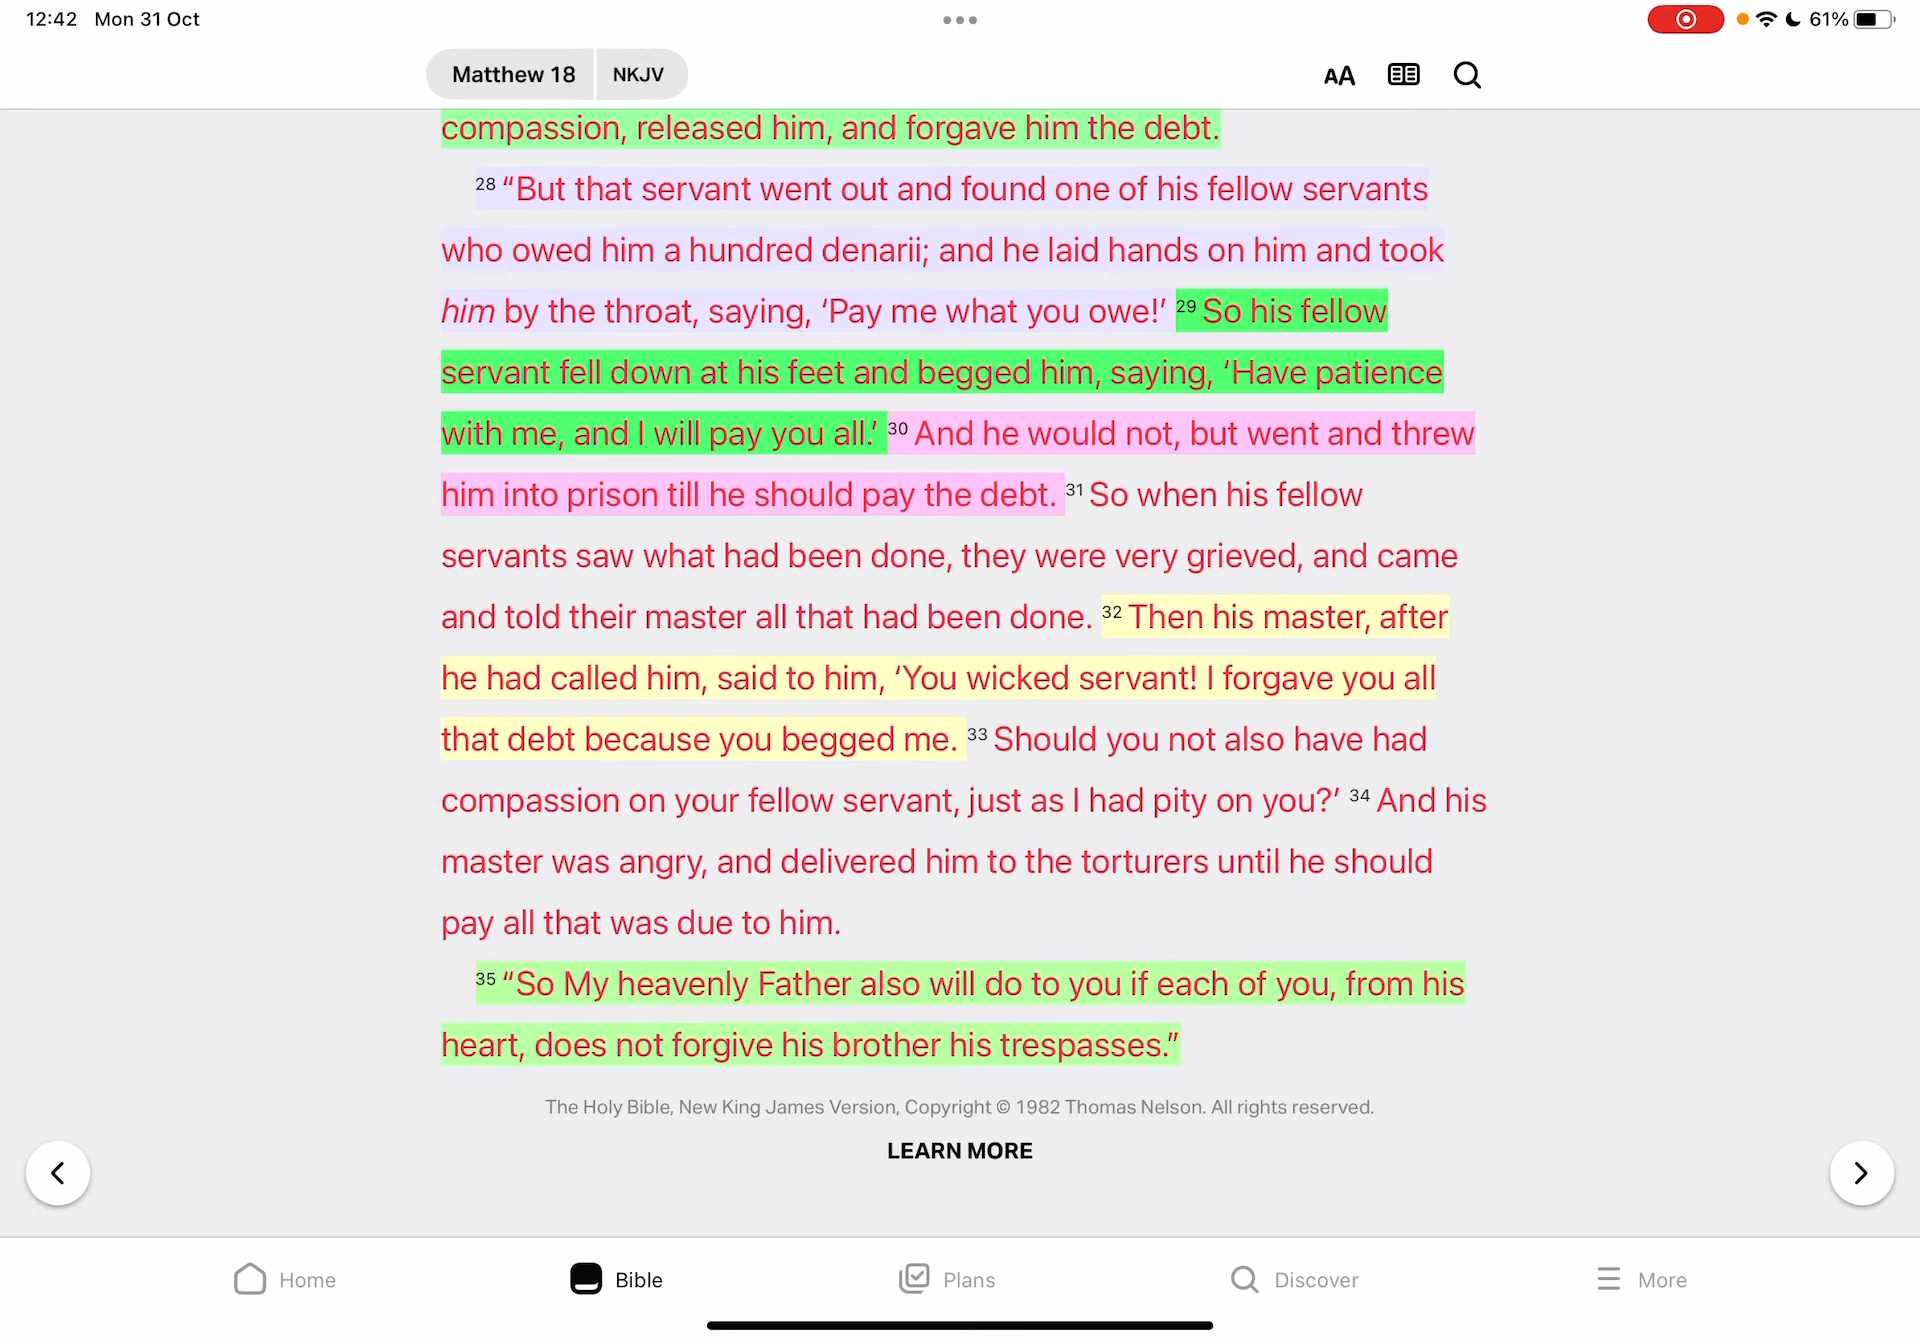 12:42 Mon 31 Oct
61%
Matthew 18 NKJV
AA
compassion, released him, and forgave him the debt.
28 “But that servant went out and found one of his fellow servants
who owed him a hundred denarii; and he laid hands on him and took
him by the throat, saying, ‘Pay me what you owe!’ 29 So his fellow
servant fell down at his feet and begged him, saying, ‘Have patience
with me, and I will pay you all.’ 30 And he would not, but went and threw
him into prison till he should pay the debt. 31 So when his fellow
servants saw what had been done, they were very grieved, and came
and told their master all that had been done. 32 Then his master, after
he had called him, said to him, ‘You wicked servant! I forgave you all
that debt because you begged me. 33 Should you not also have had
compassion on your fellow servant, just as I had pity on you?’ 34 And his
master was angry, and delivered him to the torturers until he should
pay all that was due to him.
35 “So My heavenly Father also will do to you if each of you, from his
heart, does not forgive his brother his trespasses.”
The Holy Bible, New King James Version, Copyright © 1982 Thomas Nelson. All rights reserved.
LEARN MORE
Home Bible Plans Discover More